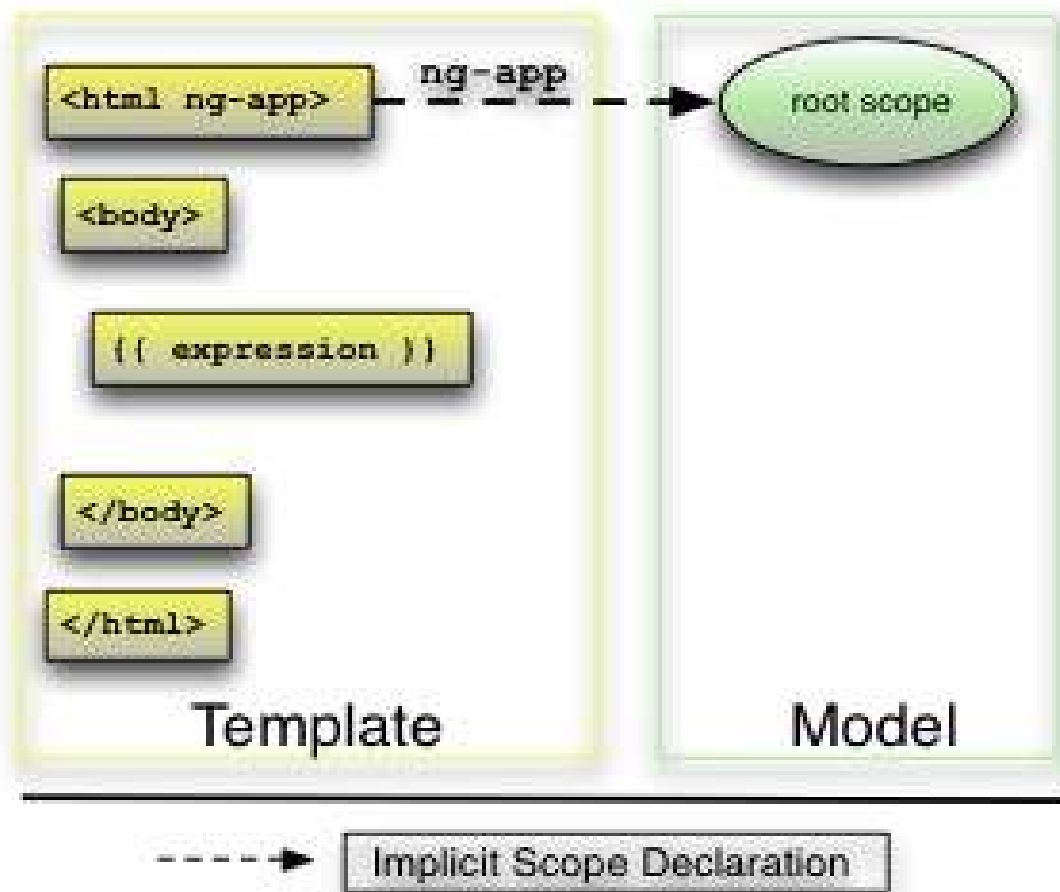 <html ng-app>
ng-app
root scope
<body>
{{ expression }}
</body>
</html>
Template
Model
Implicit Scope Declaration